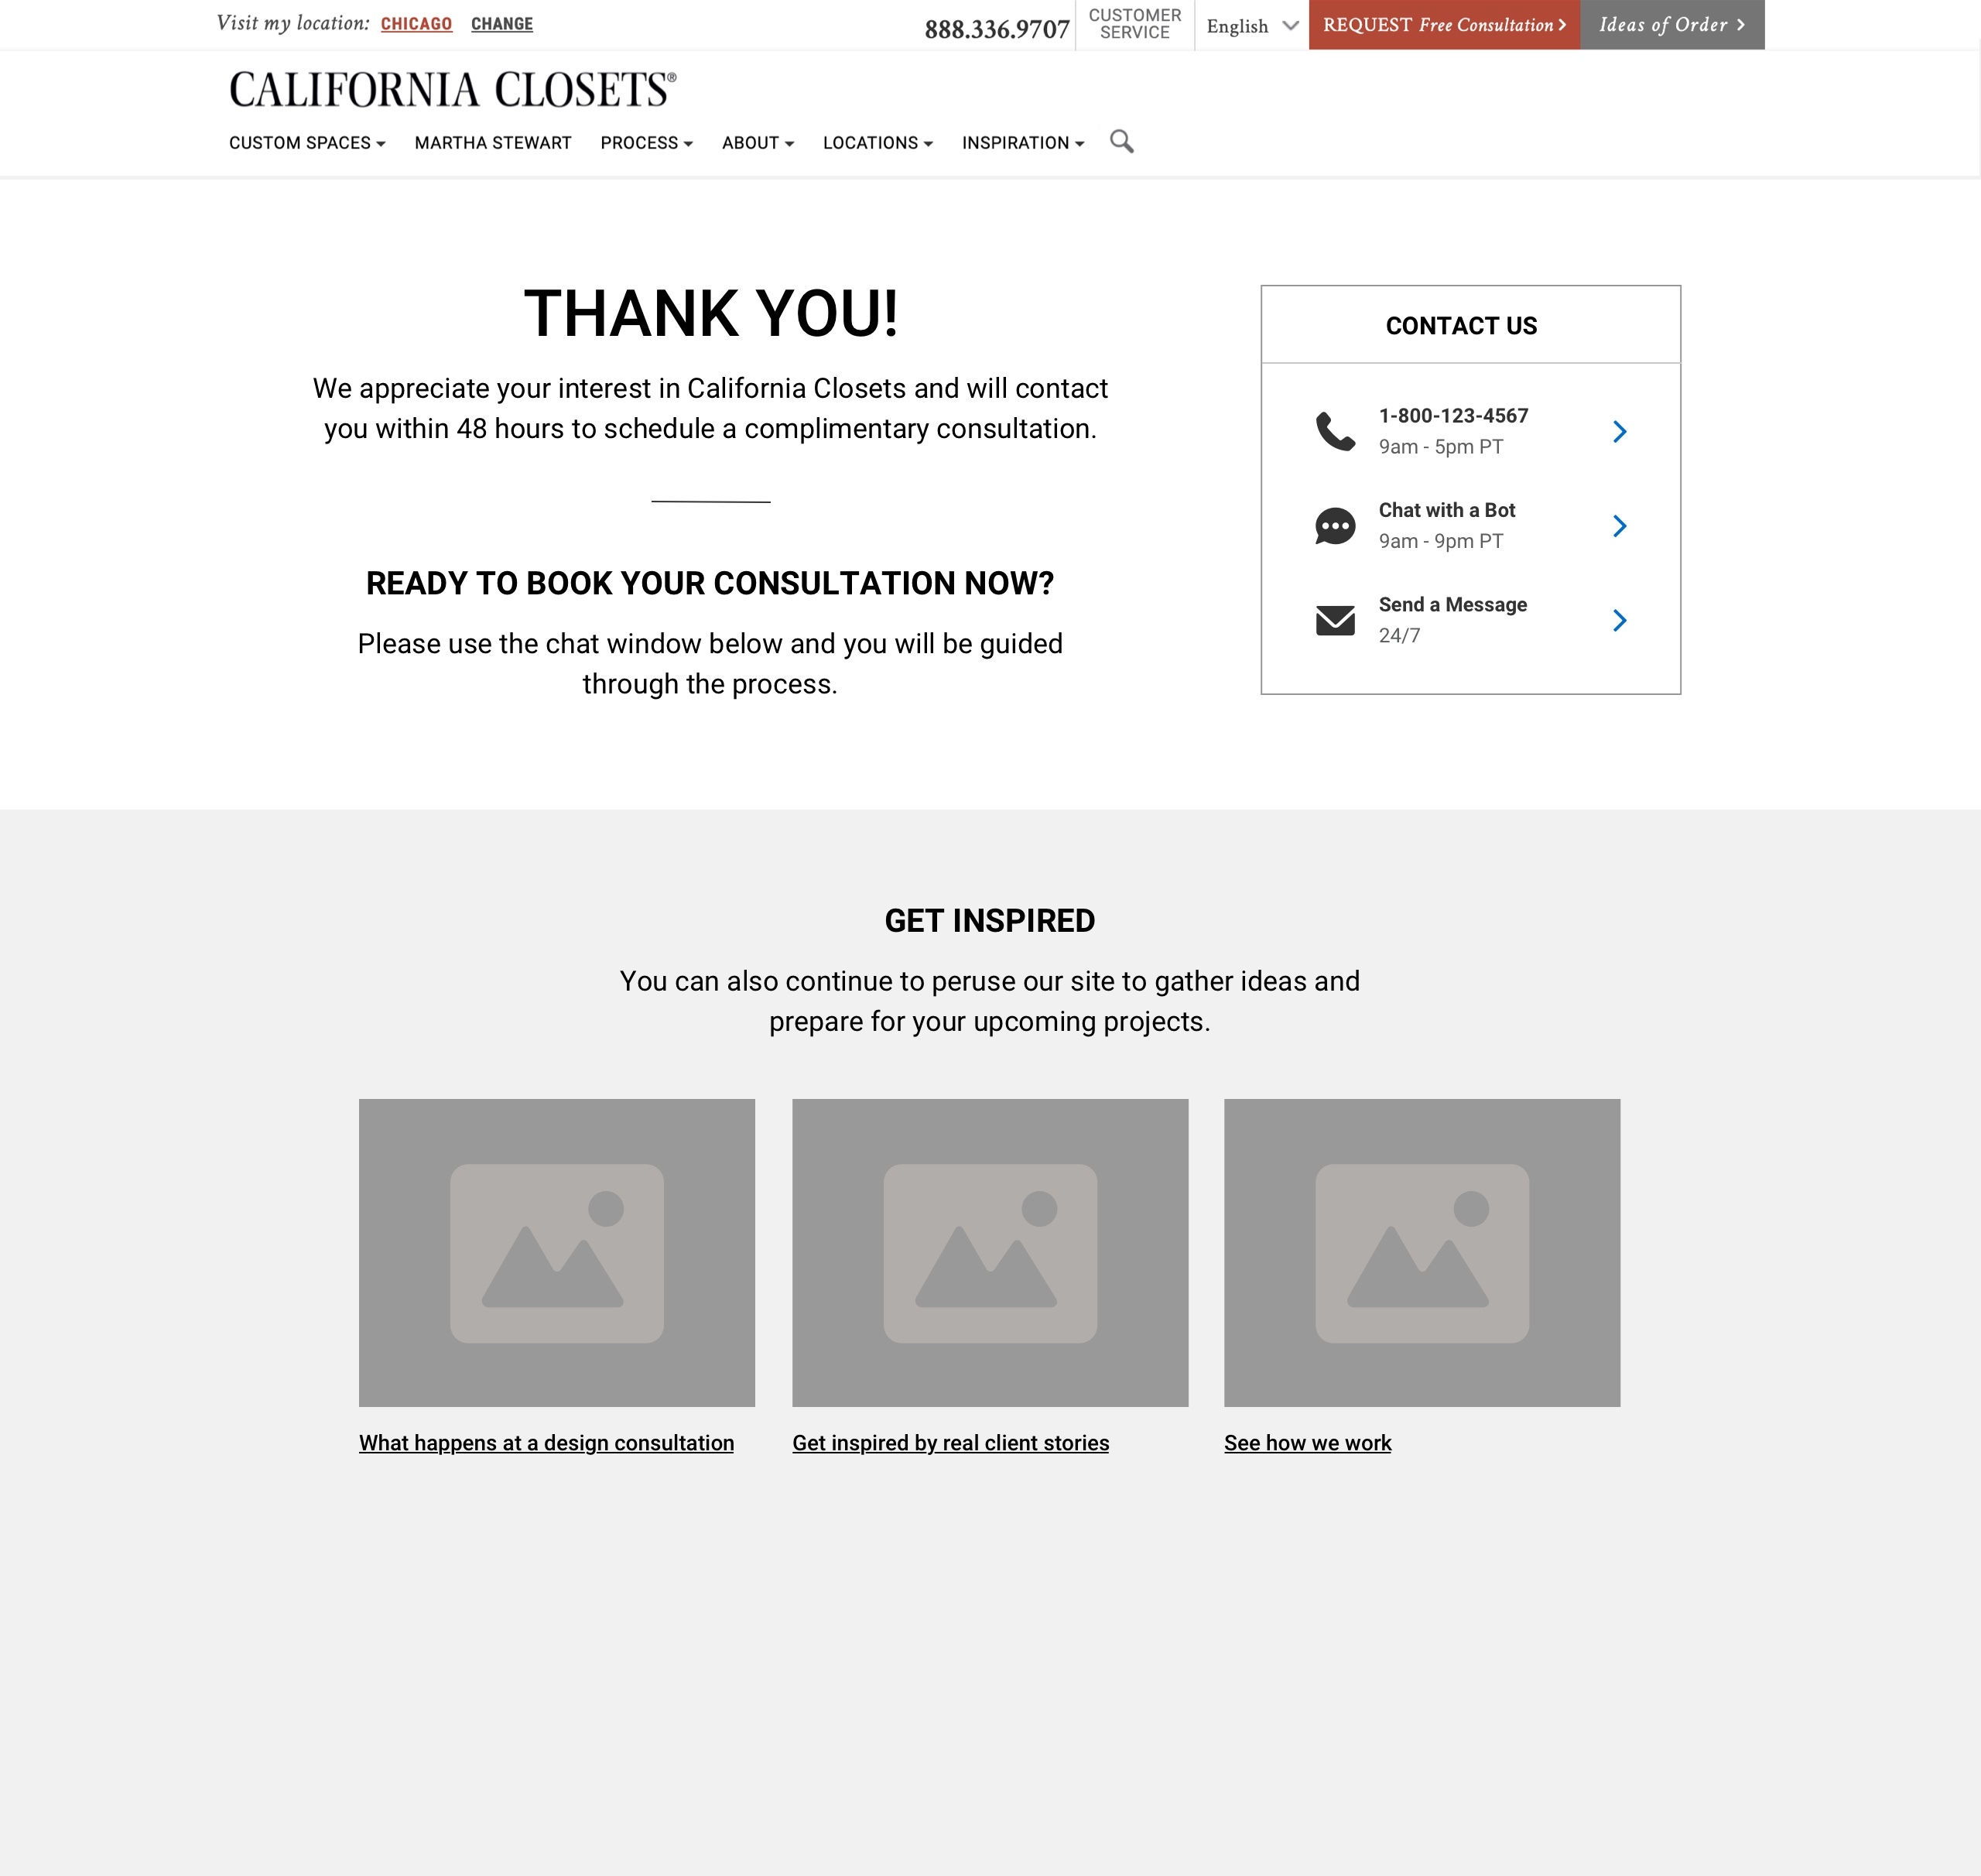 Visit my location: CHICAGO CHANGE
888.336.9707
CUSTOMER
SERVICE
English
REQUEST Free Consultation
Ideas of Order
CALIFORNIA CLOSETS®
CUSTOM SPACES
MARTHA STEWART
PROCESS
ABOUT
LOCATIONS
INSPIRATION
THANK YOU!
We appreciate your interest in California Closets and will contact
you within 48 hours to schedule a complimentary consultation.
READY TO BOOK YOUR CONSULTATION NOW?
Please use the chat window below and you will be guided
through the process.
CONTACT US
1-800-123-4567
9am - 5pm PT
Chat with a Bot
9am - 9pm PT
Send a Message
24/7
GET INSPIRED
You can also continue to peruse our site to gather ideas and
prepare for your upcoming projects.
What happens at a design consultation
Get inspired by real client stories
See how we work